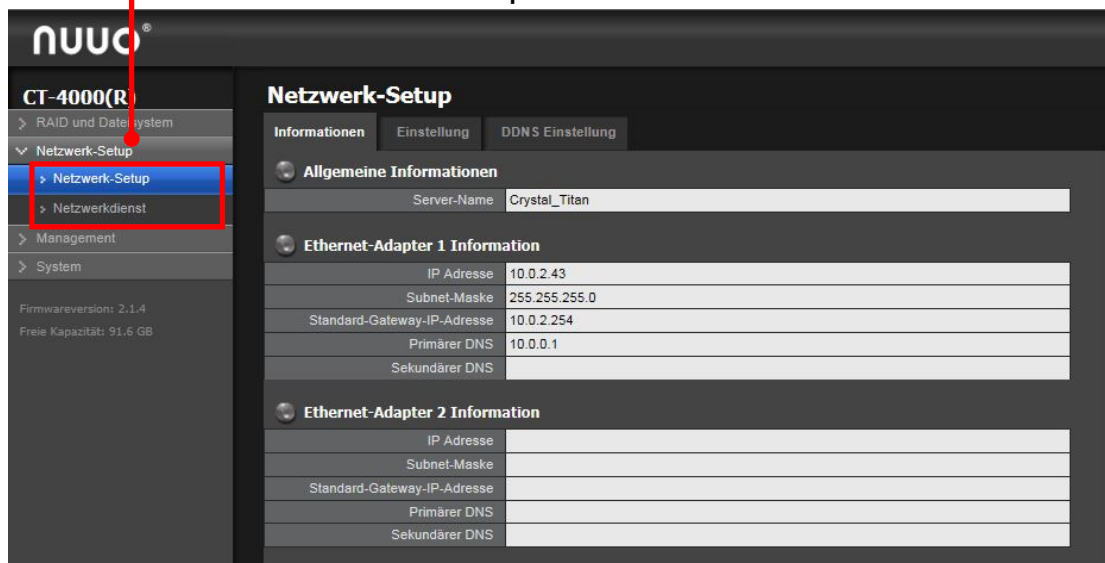 nuuo®
CT-4000(R)
RAID und Dateisystem
Netzwerk-Setup
Netzwerk-Setup
Netzwerkdienst
Management
System
Firmwareversion: 2.1.4
Freie Kapazität: 91.6 GB
Netzwerk-Setup
Informationen Einstellung DDNS Einstellung
Allgemeine Informationen
Server-Name Crystal_Titan
Ethernet-Adapter 1 Information
IP Adresse 10.0.2.43
Subnet-Maske 255.255.255.0
Standard-Gateway-IP-Adresse 10.0.2.254
Primärer DNS 10.0.0.1
Sekundärer DNS
Ethernet-Adapter 2 Information
IP Adresse
Subnet-Maske
Standard-Gateway-IP-Adresse
Primärer DNS
Sekundärer DNS